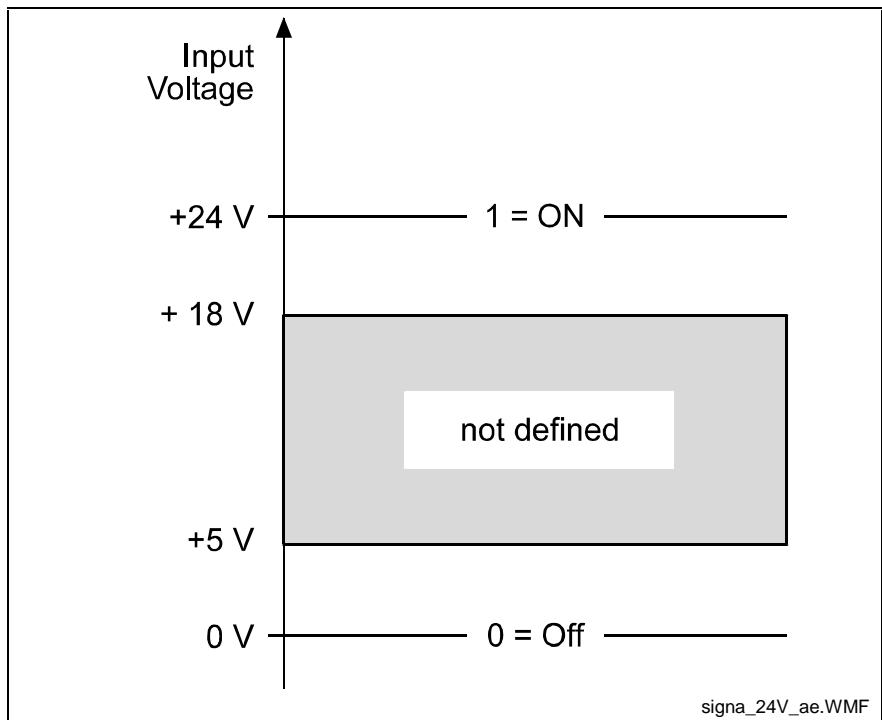 Input
Voltage
+24 V
1 = ON
+ 18 V
not defined
+5 V
0 V
0 = Off
signa_24V_ae.WMF